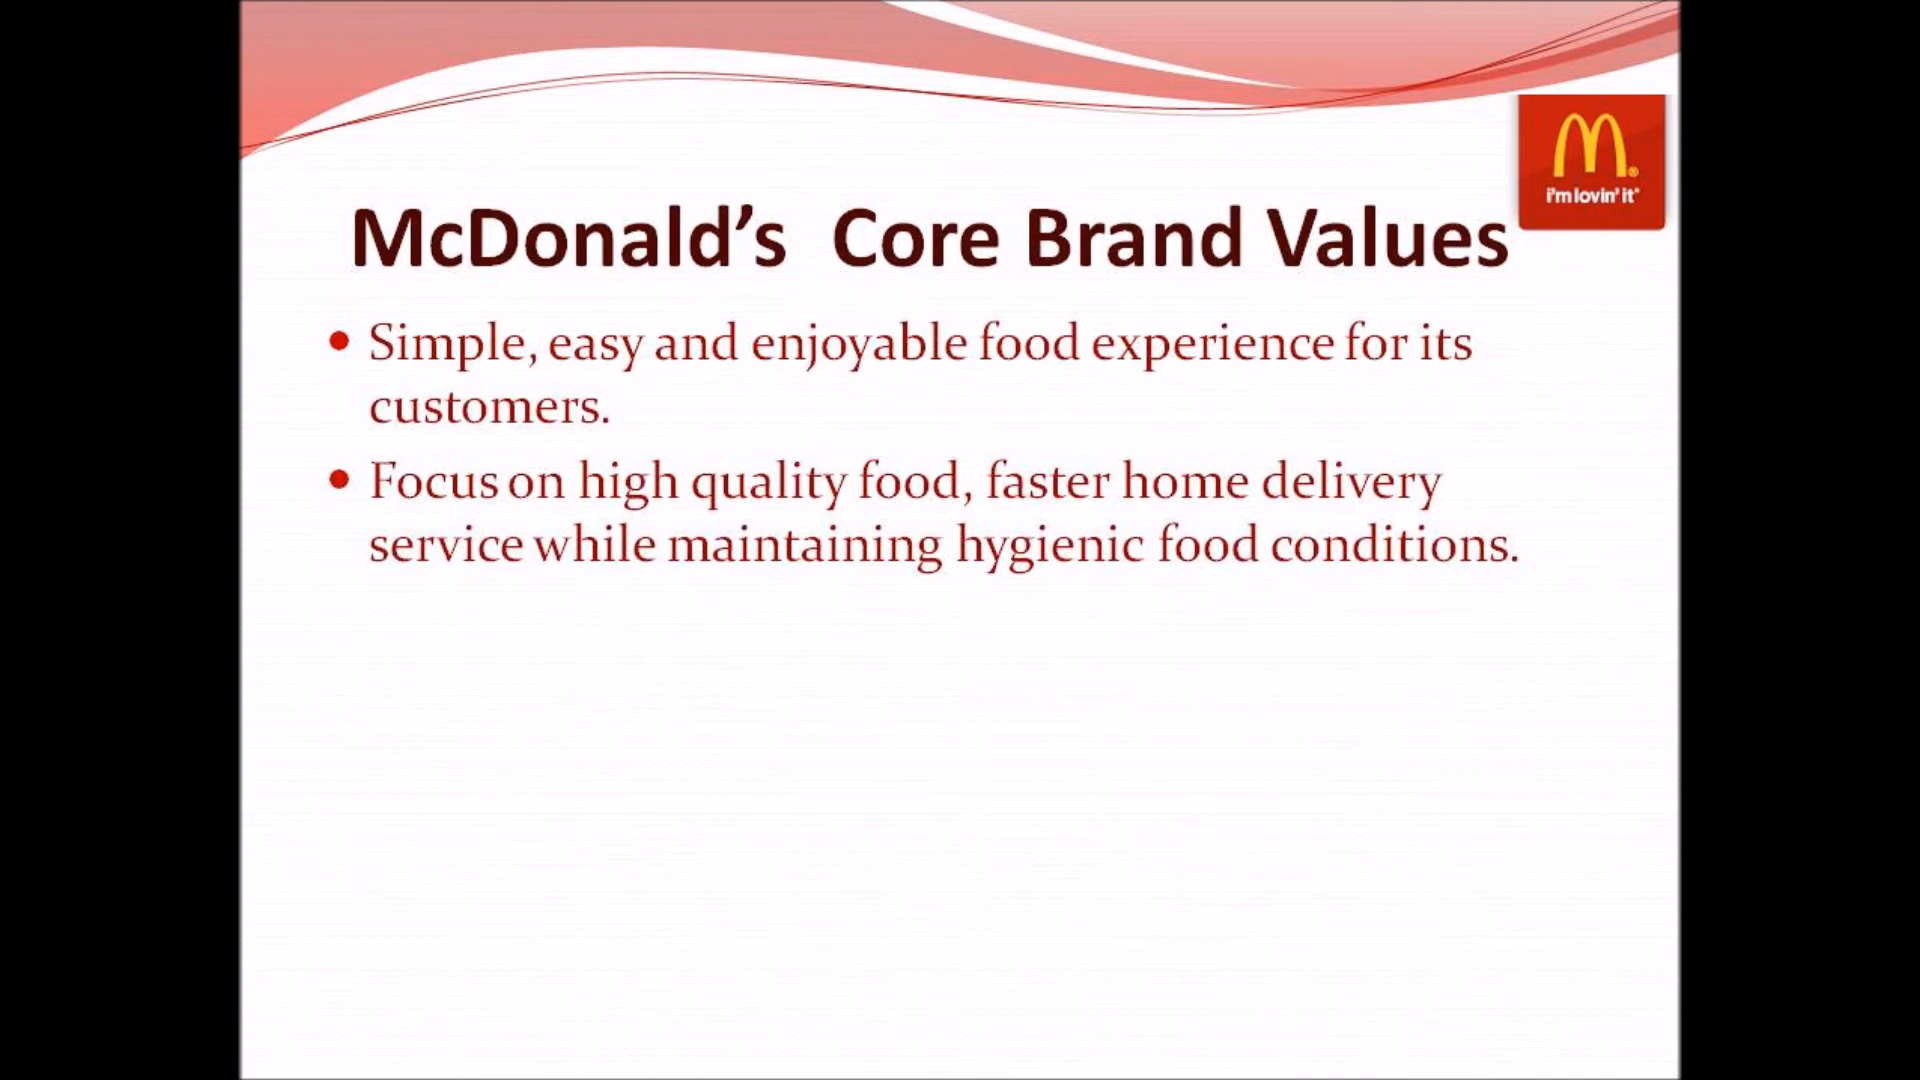 i'm lovin' it
McDonald's  Core Brand Values
• Simple, easy and enjoyable food experience for its
customers.
• Focus on high quality food, faster home delivery
service while maintaining hygienic food conditions.